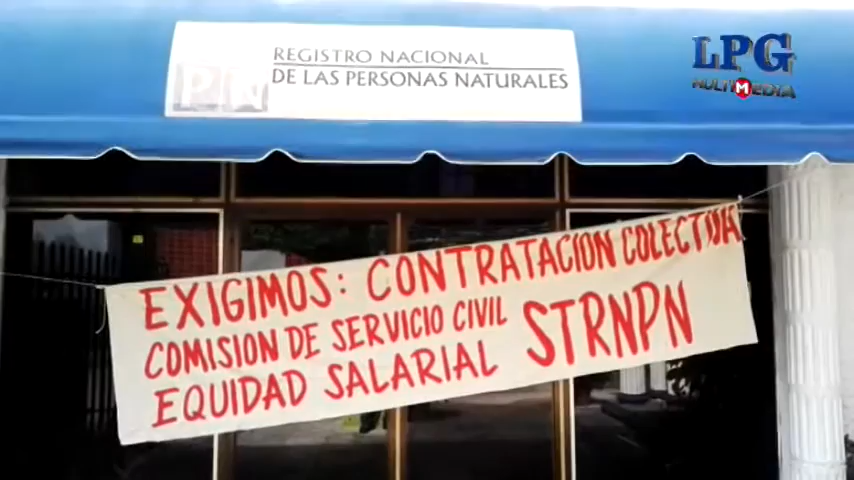 REGISTRO NACIONAL
DE LAS PERSONAS NATURALES
LPG
MULTIMEDIA
EXIGIMOS: CONTRATACION COLECTIVA
COMISION DE SERVICIO CIVIL
EQUIDAD SALARIAL STRNPN